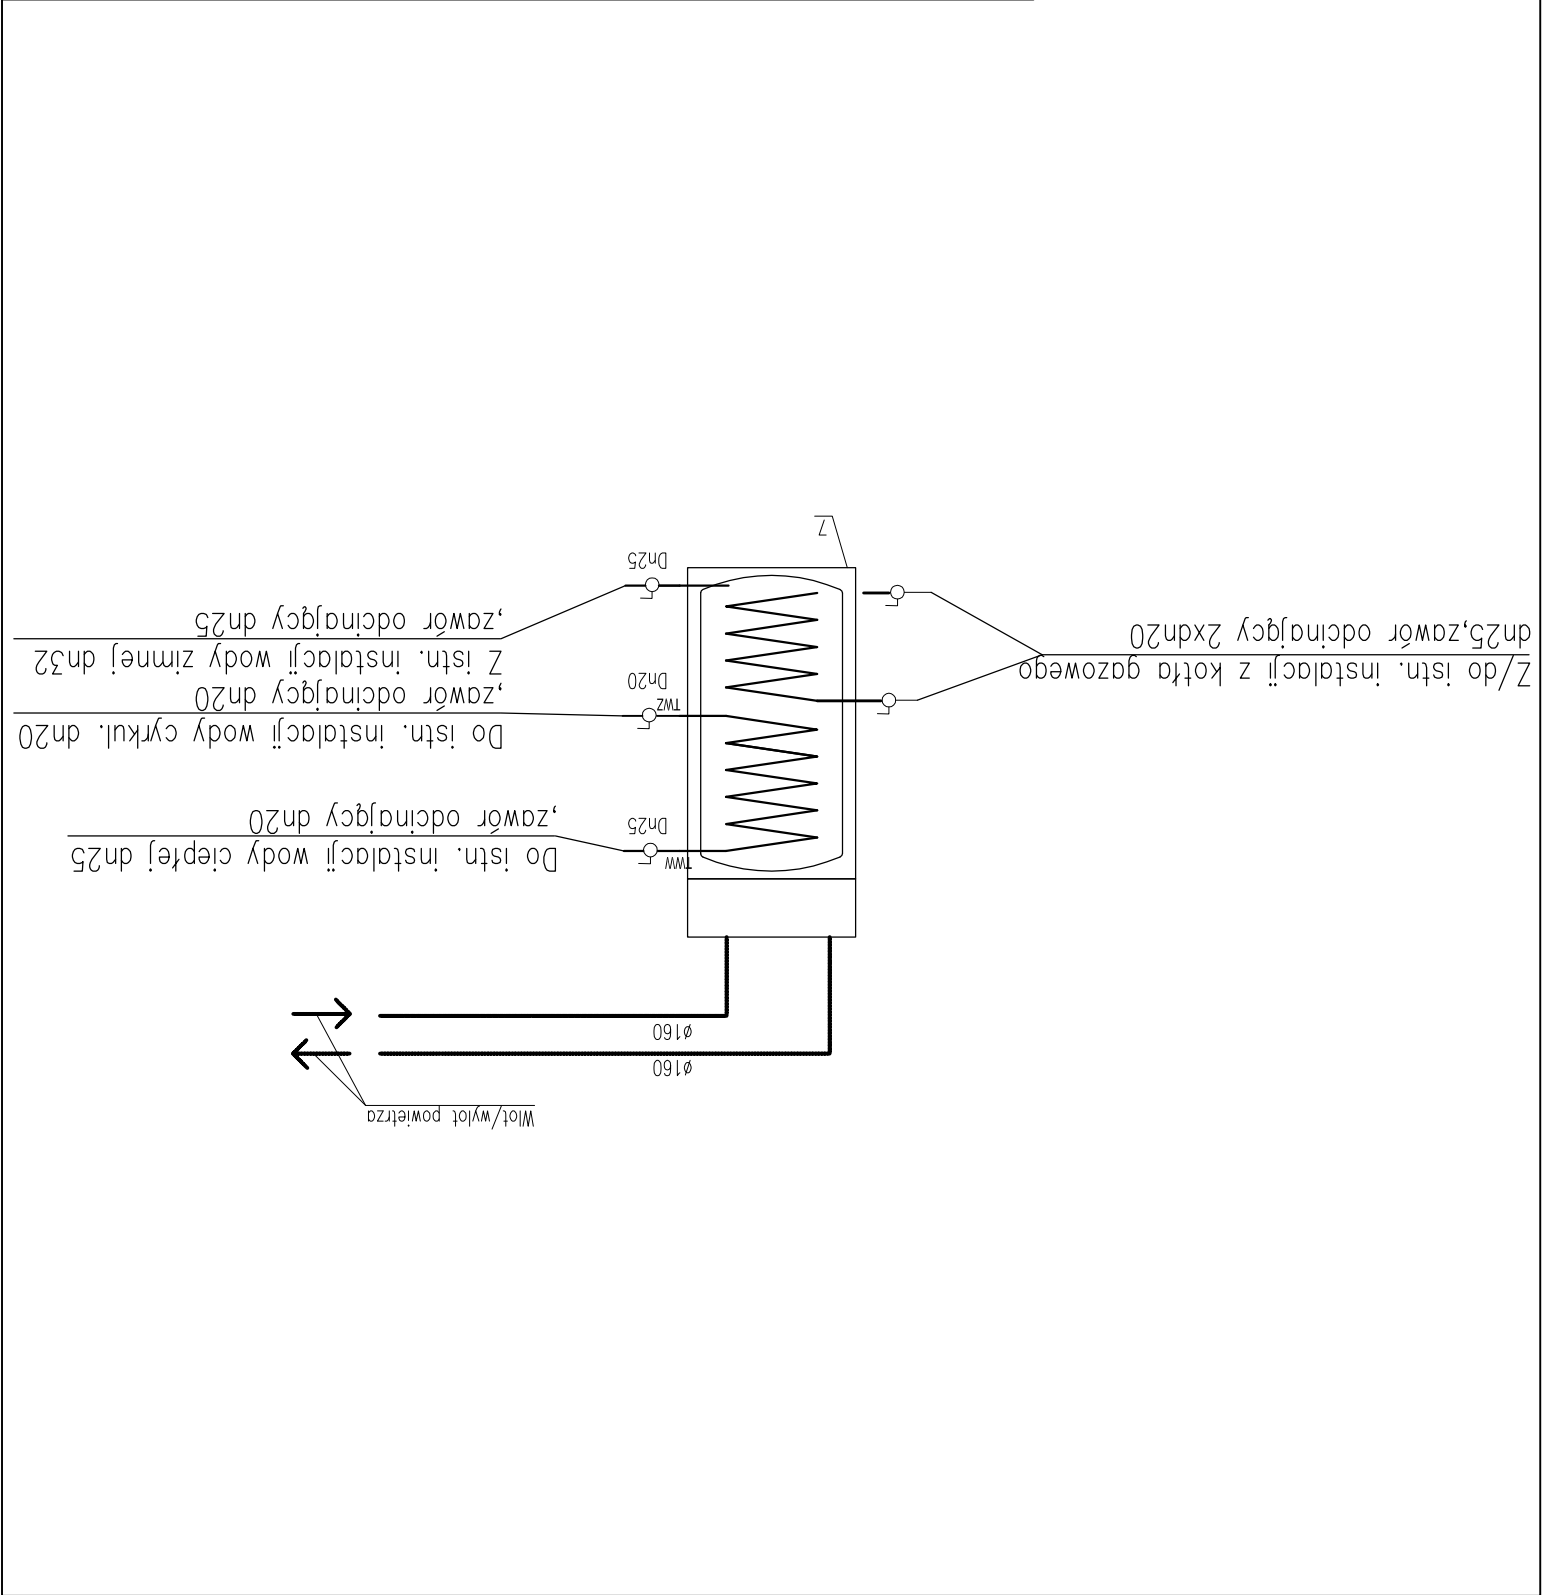 Wlot/wylot powietrza
ø160
ø160
TWW
Dn25
Do istn. instalacji wody ciepłej dn25
,zawór odcinający dn20
Do istn. instalacji wody cyrkul. dn20
,zawór odcinający dn20
TWZ
Dn20
Z/do istn. instalacji z kotła gazowego
dn25,zawór odcinający 2xdn20
Z istn. instalacji wody zimnej dn32
,zawór odcinający dn25
Dn25
7